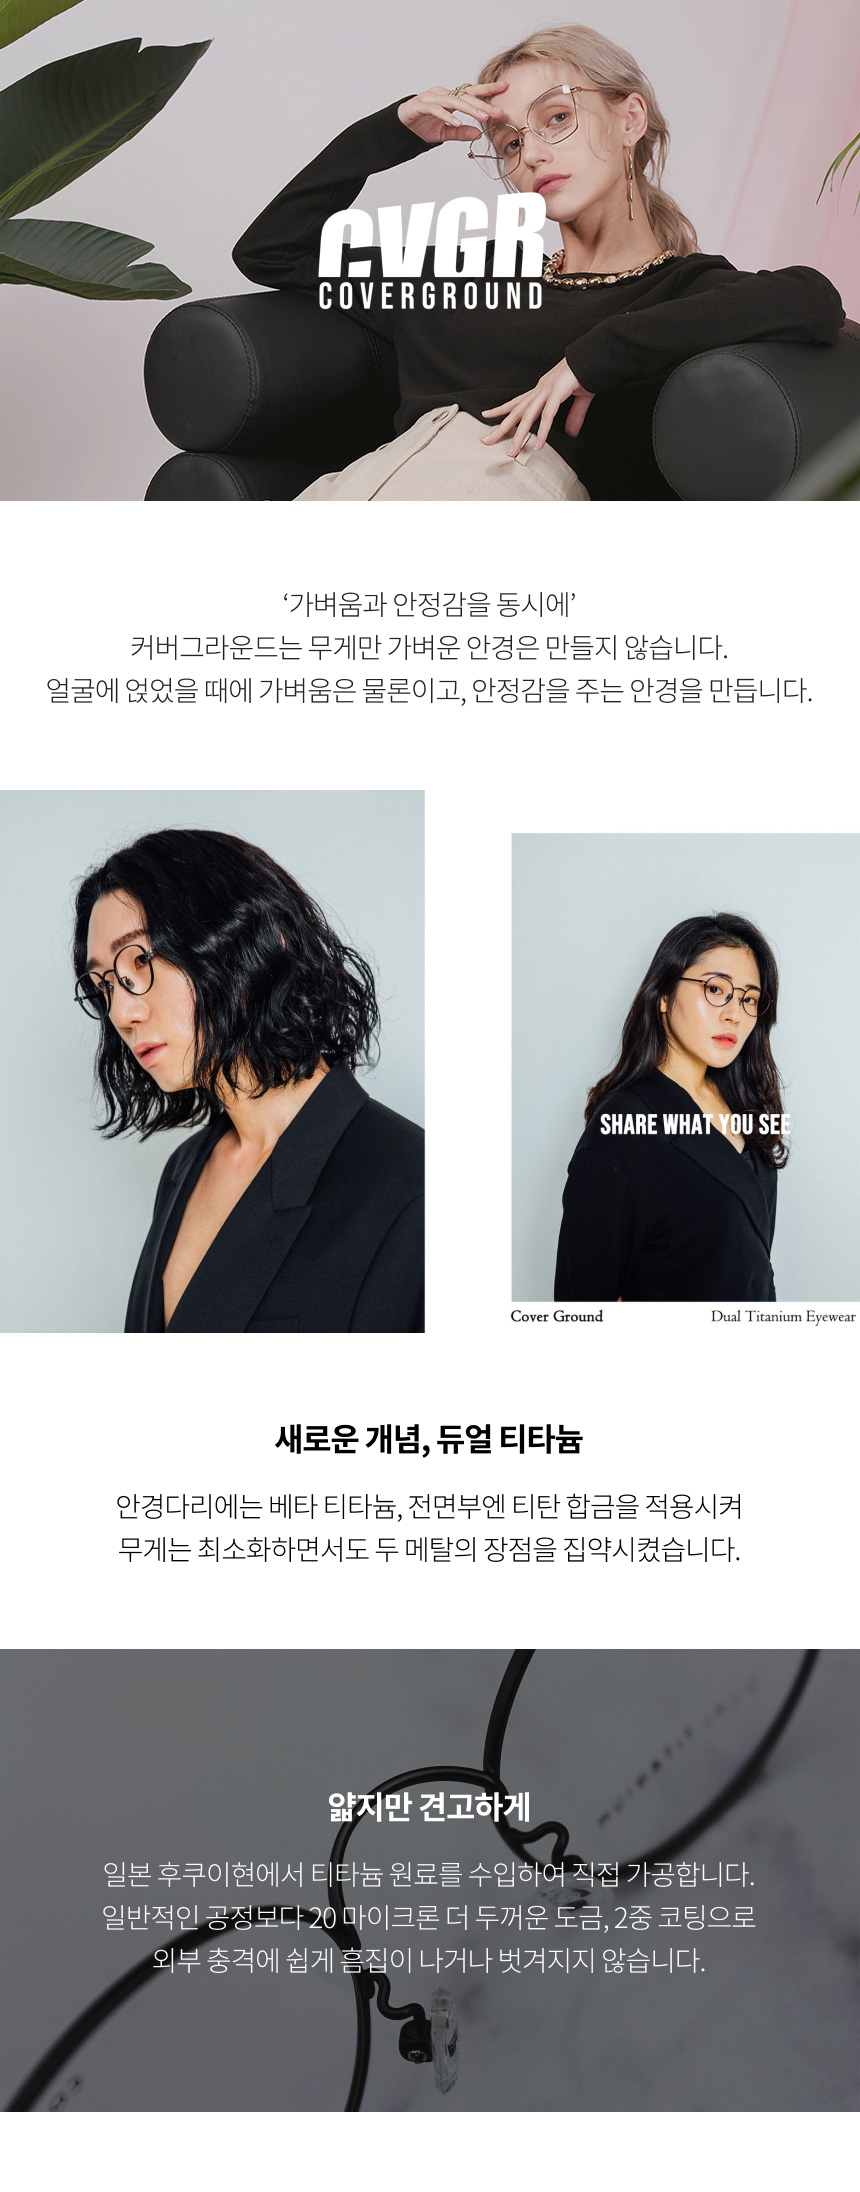 CVGR
COVERGROUND
‘가벼움과 안정감을 동시에’
커버그라운드는 무게만 가벼운 안경은 만들지 않습니다.
얼굴에 얹었을 때에 가벼움은 물론이고, 안정감을 주는 안경을 만듭니다.
SHARE WHAT YOU SEE
Cover Ground
Dual Titanium Eyewear
새로운 개념, 듀얼 티타늄
안경다리에는 베타 티타늄, 전면부엔 티탄 합금을 적용시켜
무게는 최소화하면서도 두 메탈의 장점을 집약시켰습니다.
얇지만 견고하게
일본 후쿠이현에서 티타늄 원료를 수입하여 직접 가공합니다.
일반적인 공정보다 20 마이크론 더 두꺼운 도금, 2중 코팅으로
외부 충격에 쉽게 흠집이 나거나 벗겨지지 않습니다.